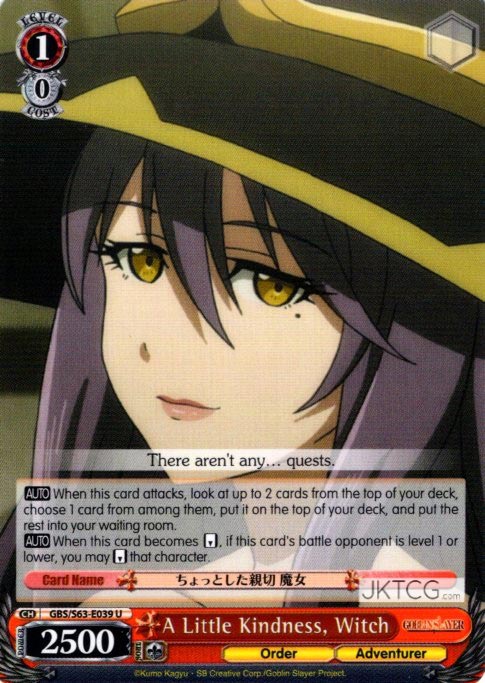 LEVEL
1
0
COST
There aren't any... quests.
AUTO When this card attacks, look at up to 2 cards from the top of your deck,
choose 1 card from among them, put it on the top of your deck, and put the
rest into your waiting room.
AUTO When this card becomes , if this card's battle opponent is level 1 or
lower, you may that character.
Card Name ちょっとした親切 魔女
JKTCG.com
CH GBS/S63-E039 U
A Little Kindness, Witch
GOBLIN SLAYER
POWER
2500
SOUL
Order
Adventurer
©Kumo Kagyu・SB Creative Corp./Goblin Slayer Project.